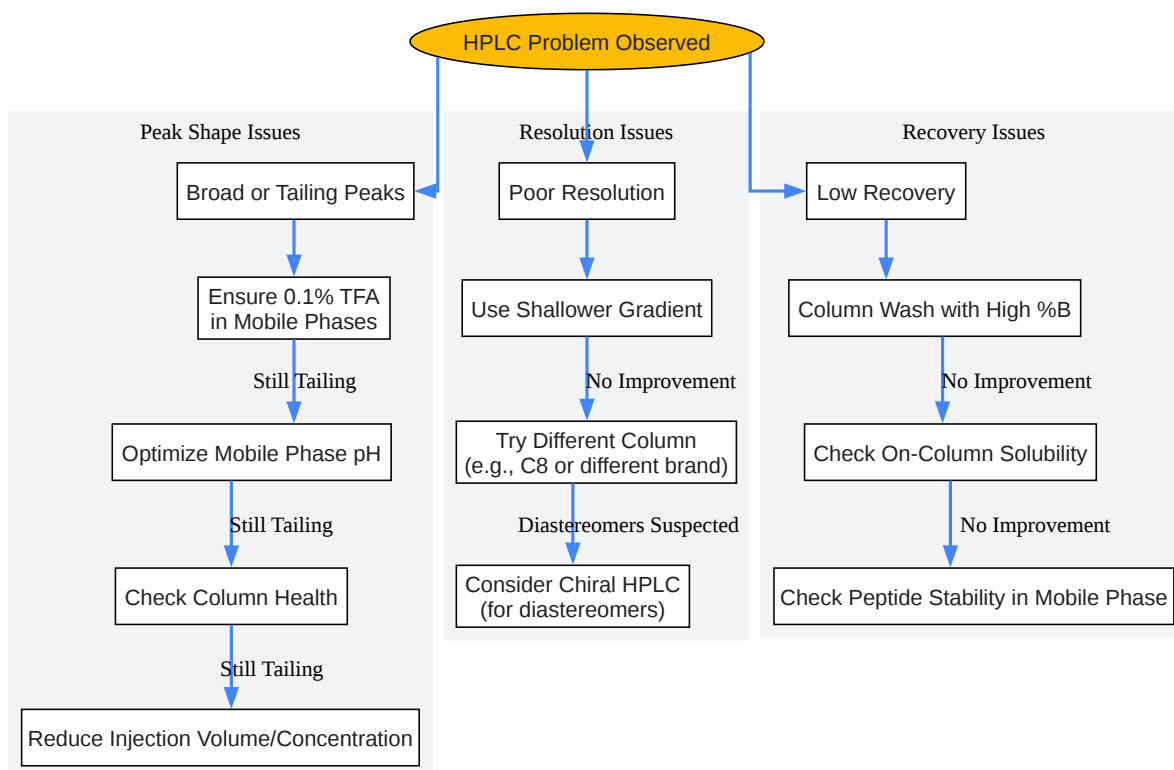 HPLC Problem Observed
Peak Shape Issues
Broad or Tailing Peaks
Ensure 0.1% TFA
in Mobile Phases
Still Tailing
Optimize Mobile Phase pH
Still Tailing
Check Column Health
Still Tailing
Reduce Injection Volume/Concentration
Resolution Issues
Poor Resolution
Use Shallower Gradient
No Improvement
Try Different Column
(e.g., C8 or different brand)
Diastereomers Suspected
Consider Chiral HPLC
(for diastereomers)
Recovery Issues
Low Recovery
Column Wash with High %B
No Improvement
Check On-Column Solubility
No Improvement
Check Peptide Stability in Mobile Phase